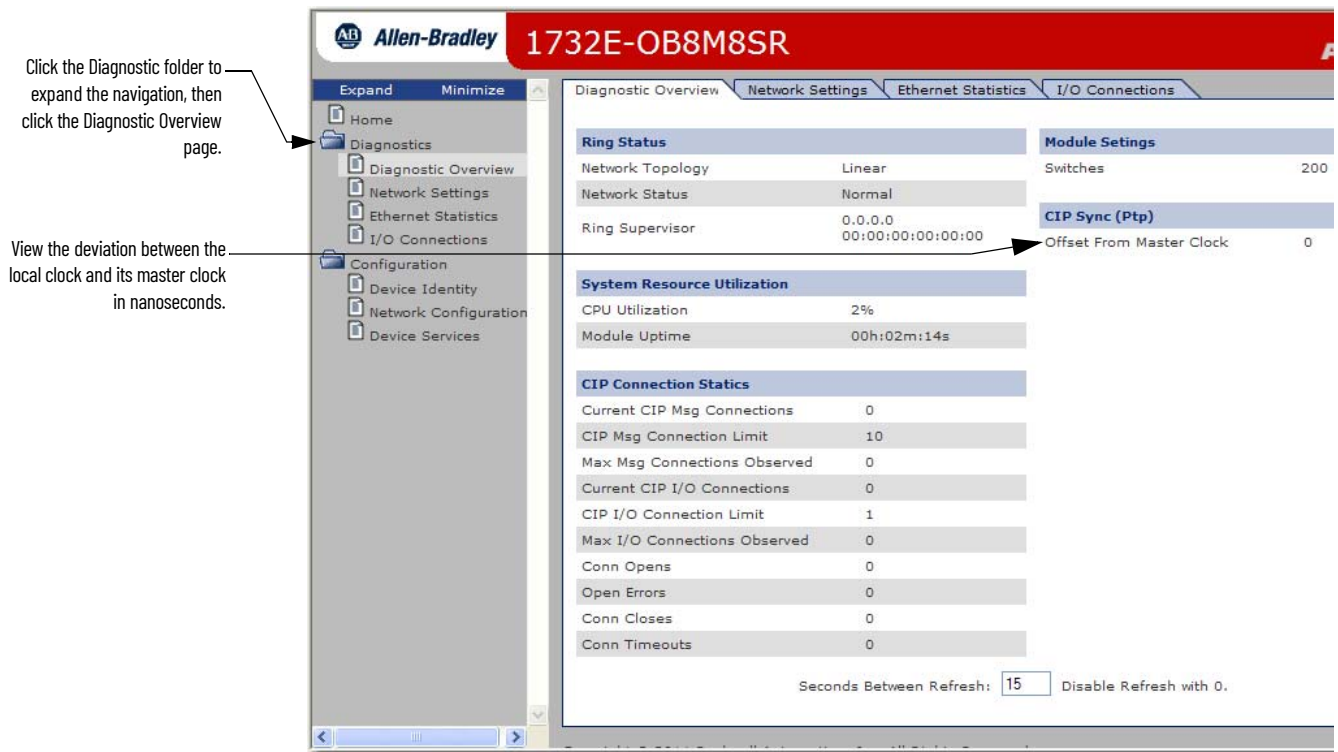 Click the Diagnostic folder to
expand the navigation, then
click the Diagnostic Overview
page.
View the deviation between the
local clock and its master clock
in nanoseconds.
AB Allen-Bradley
1732E-OB8M8SR
Expand Minimize
Home
Diagnostics
Diagnostic Overview
Network Settings
Ethernet Statistics
I/O Connections
Configuration
Device Identity
Network Configuration
Device Services
Diagnostic Overview Network Settings Ethernet Statistics I/O Connections
Ring Status
Network Topology Linear
Network Status Normal
Ring Supervisor 0.0.0.0
00:00:00:00:00:00
System Resource Utilization
CPU Utilization 2%
Module Uptime 00h:02m:14s
CIP Connection Statics
Current CIP Msg Connections 0
CIP Msg Connection Limit 10
Max Msg Connections Observed 0
Current CIP I/O Connections 0
CIP I/O Connection Limit 1
Max I/O Connections Observed 0
Conn Opens 0
Open Errors 0
Conn Closes 0
Conn Timeouts 0
Module Setings
Switches 200
CIP Sync (Ptp)
Offset From Master Clock 0
Seconds Between Refresh: 15 Disable Refresh with 0.